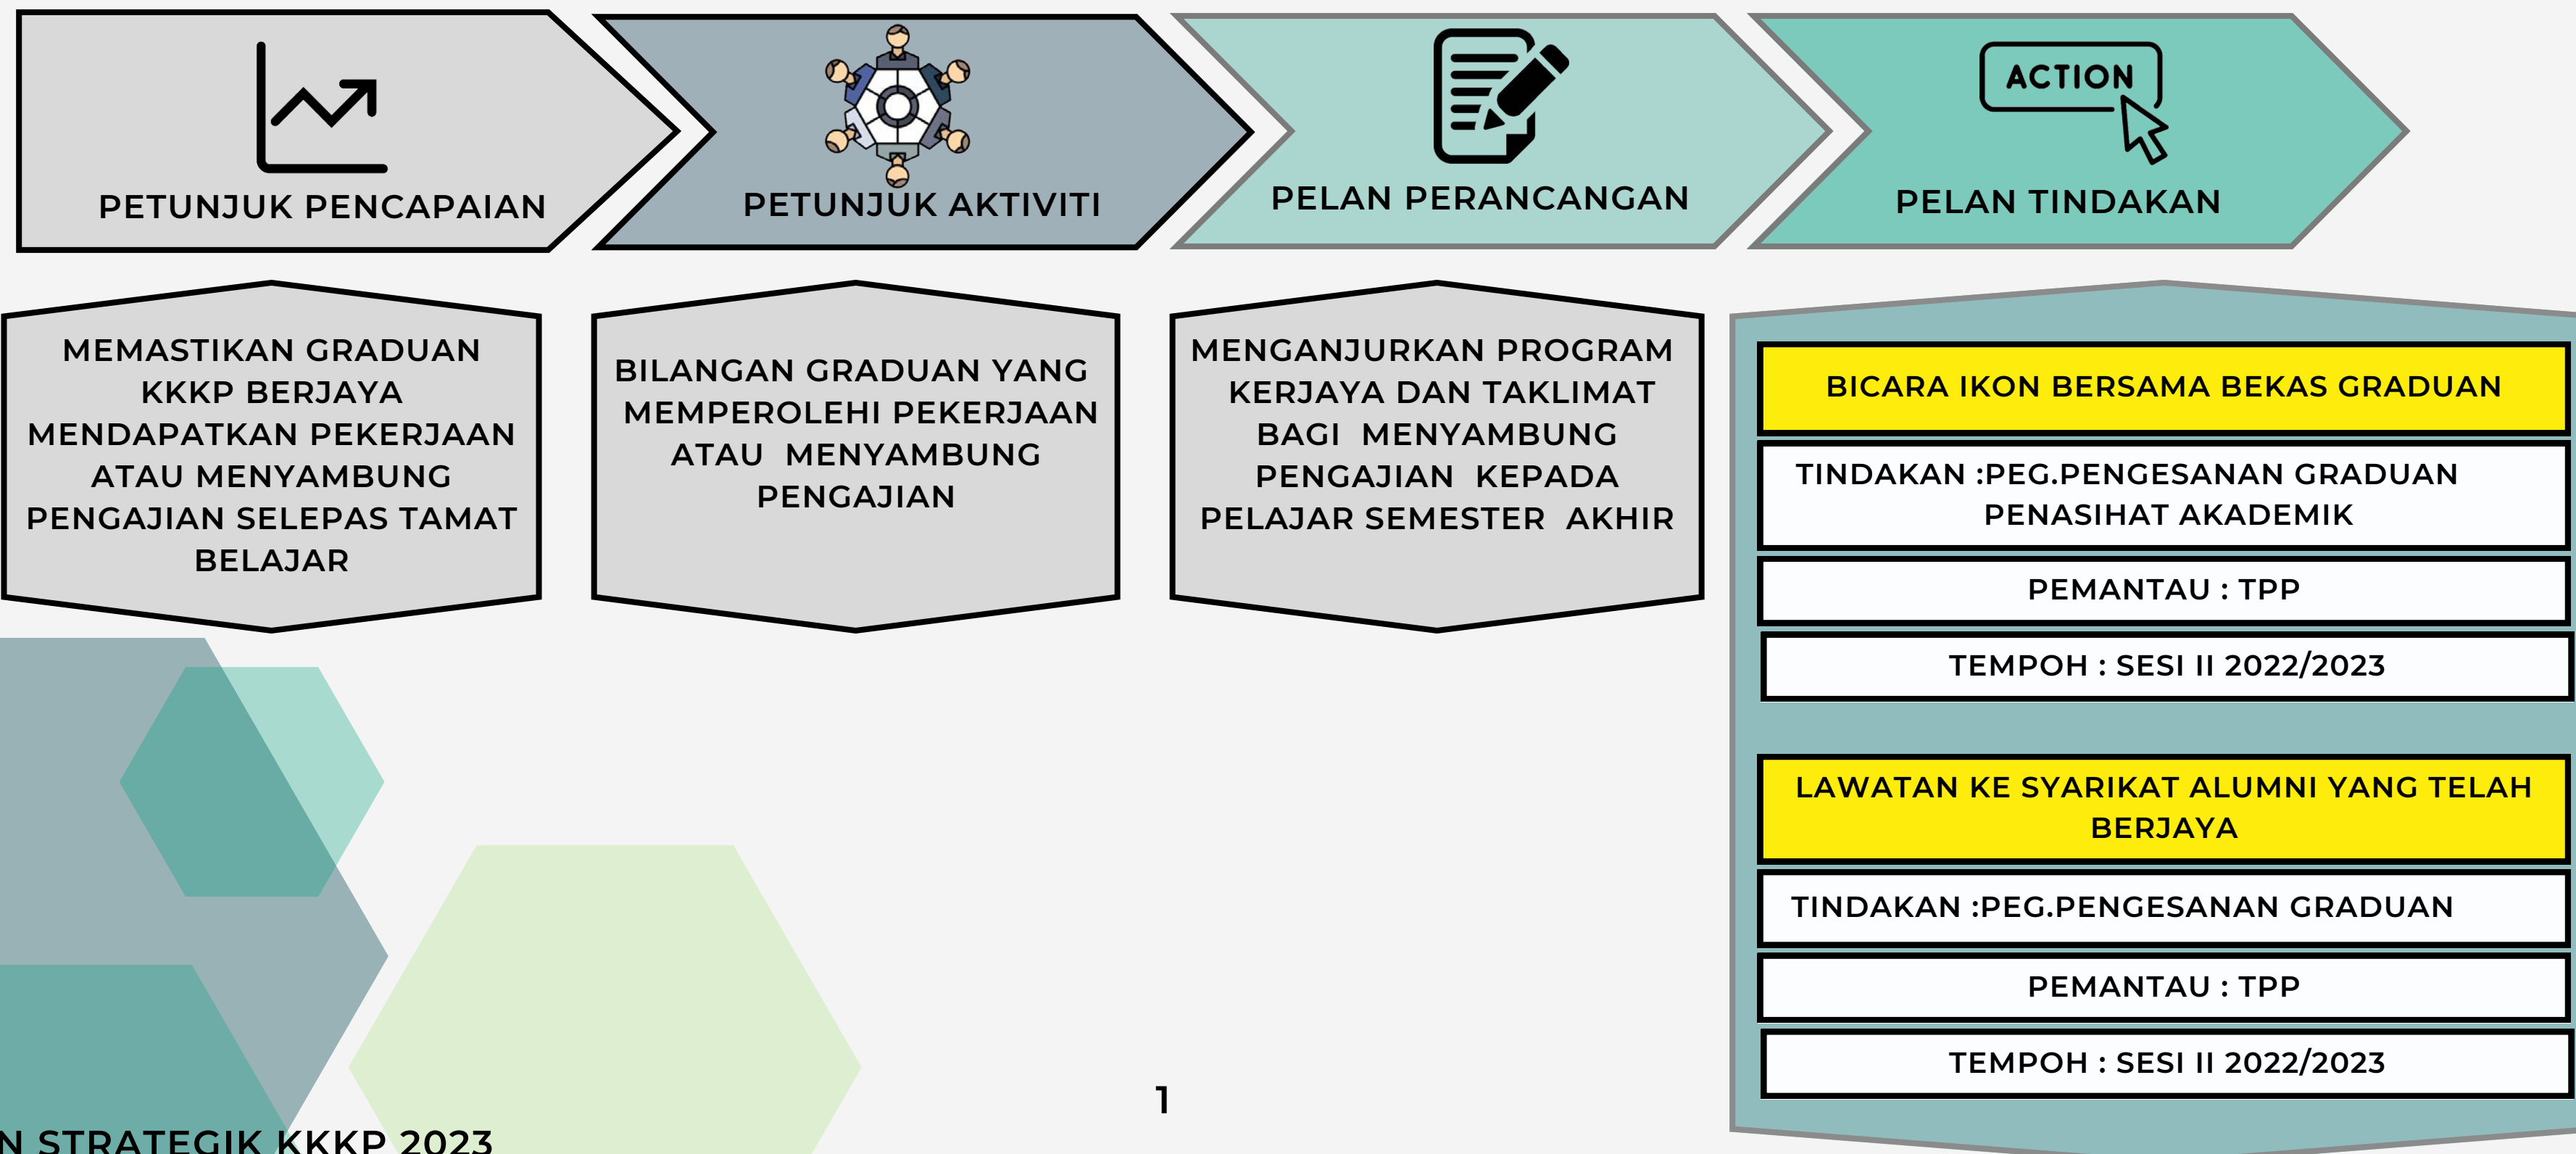 PETUNJUK PENCAPAIAN
PETUNJUK AKTIVITI
PELAN PERANCANGAN
ACTION
PELAN TINDAKAN
MEMASTIKAN GRADUAN
KKKP BERJAYA
MENDAPATKAN PEKERJAAN
ATAU MENYAMBUNG
PENGAJIAN SELEPAS TAMAT
BELAJAR
BILANGAN GRADUAN YANG
MEMPEROLEHI PEKERJAAN
ATAU MENYAMBUNG
PENGAJIAN
MENGANJURKAN PROGRAM
KERJAYA DAN TAKLIMAT
BAGI MENYAMBUNG
PENGAJIAN KEPADA
PELAJAR SEMESTER AKHIR
BICARA IKON BERSAMA BEKAS GRADUAN
TINDAKAN :PEG.PENGESANAN GRADUAN
PENASIHAT AKADEMIK
PEMANTAU : TPP
TEMPOH : SESI II 2022/2023
LAWATAN KE SYARIKAT ALUMNI YANG TELAH
BERJAYA
TINDAKAN :PEG.PENGESANAN GRADUAN
PEMANTAU : TPP
TEMPOH : SESI II 2022/2023
1
N STRATEGIK KKKP 2023